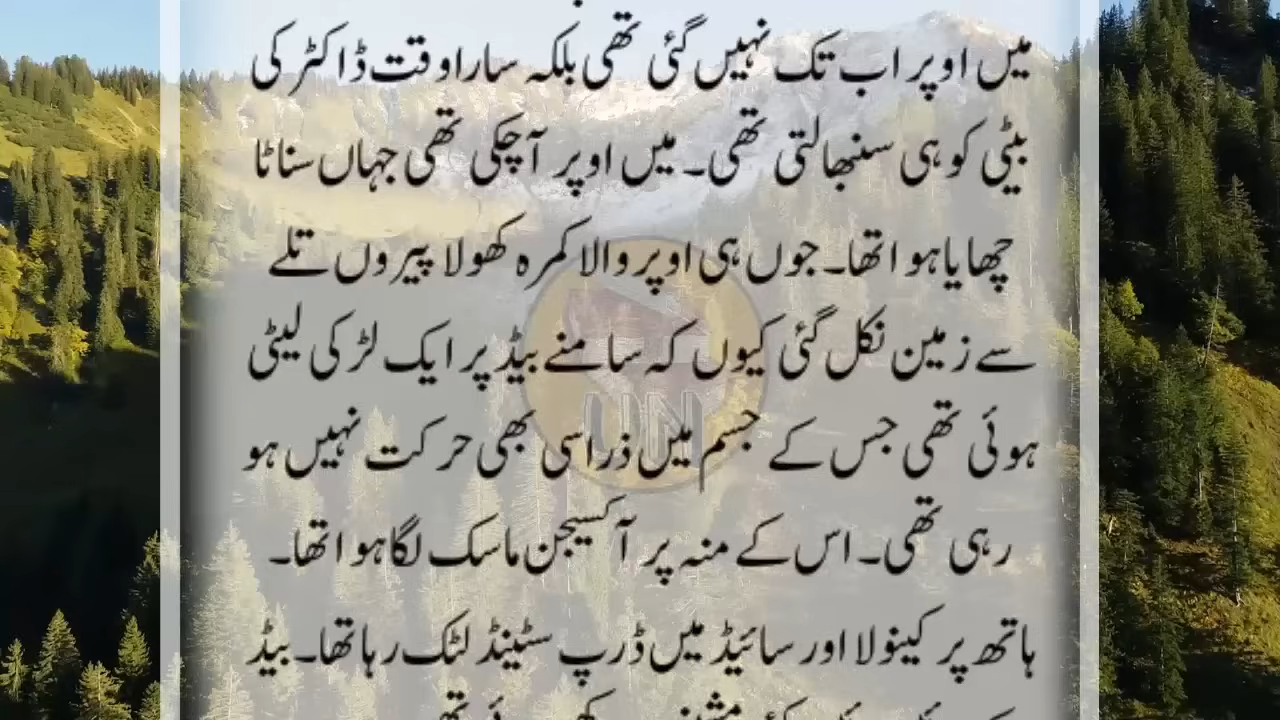 میں اوپر اب تک نہیں گئی تھی بلکہ سارا وقت ڈاکٹر کی
بیٹی کو ہی سنبھالتی تھی۔ میں اوپر آ چکی تھی جہاں سناٹا
چھایا ہوا تھا۔ جوں ہی اوپر والا کمرہ کھولا پیروں تلے
سے زمین نکل گئی کیوں کہ سامنے بیڈ پر ایک لڑکی لیٹی
ہوئی تھی جس کے جسم میں ذرا سی بھی حرکت نہیں ہو
رہی تھی۔ اس کے منہ پر آکسیجن ماسک لگا ہوا تھا۔
ہاتھ پر کینولا اور سائیڈ میں ڈرپ سٹینڈ لٹک رہا تھا۔ بیڈ
UN